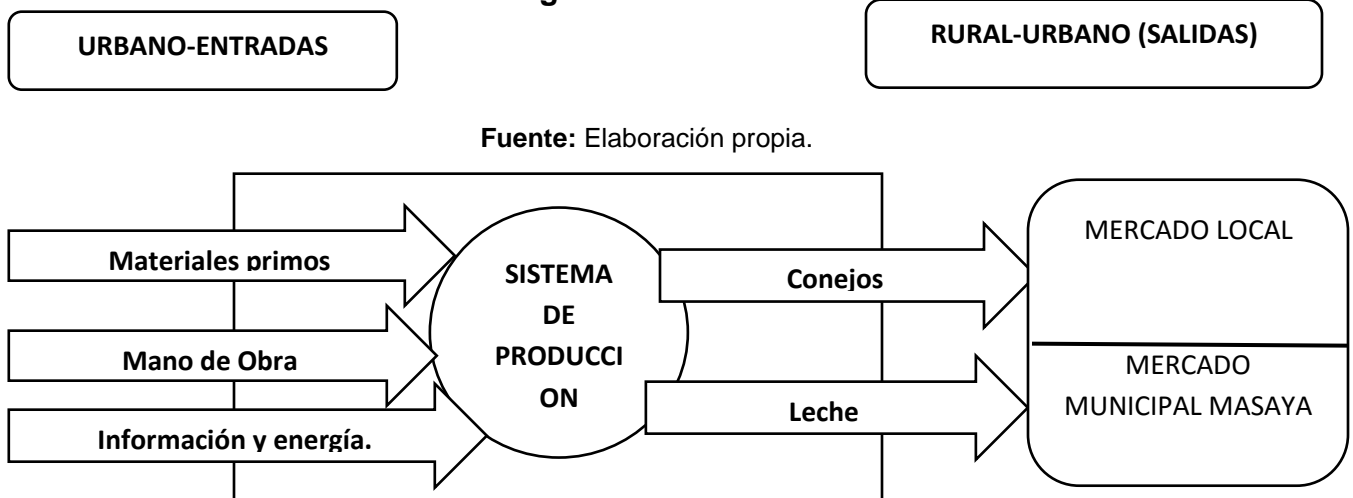 URBANO-ENTRADAS
RURAL-URBANO (SALIDAS)
Fuente: Elaboración propia.
Materiales primos
Mano de Obra
Información y energía.
SISTEMA
DE
PRODUCCI
ON
Conejos
Leche
MERCADO LOCAL
MERCADO
MUNICIPAL MASAYA